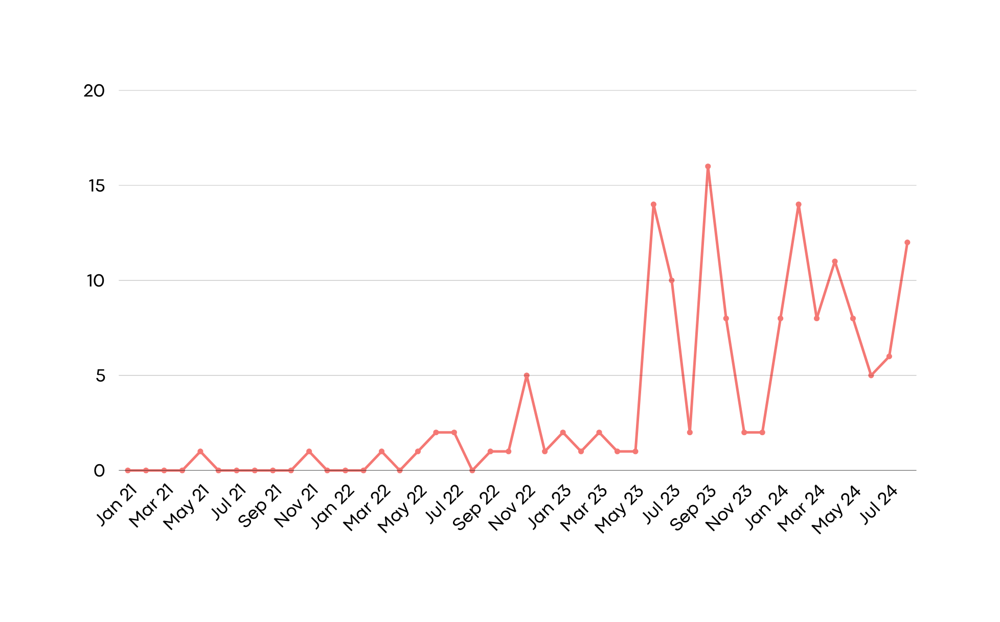 20
15
10
5
0
Jan 21
Mar 21
May 21
Jul 21
Sep 21
Nov 21
Jan 22
Mar 22
May 22
Jul 22
Sep 22
Nov 22
Jan 23
Mar 23
May 23
Jul 23
Sep 23
Nov 23
Jan 24
Mar 24
May 24
Jul 24